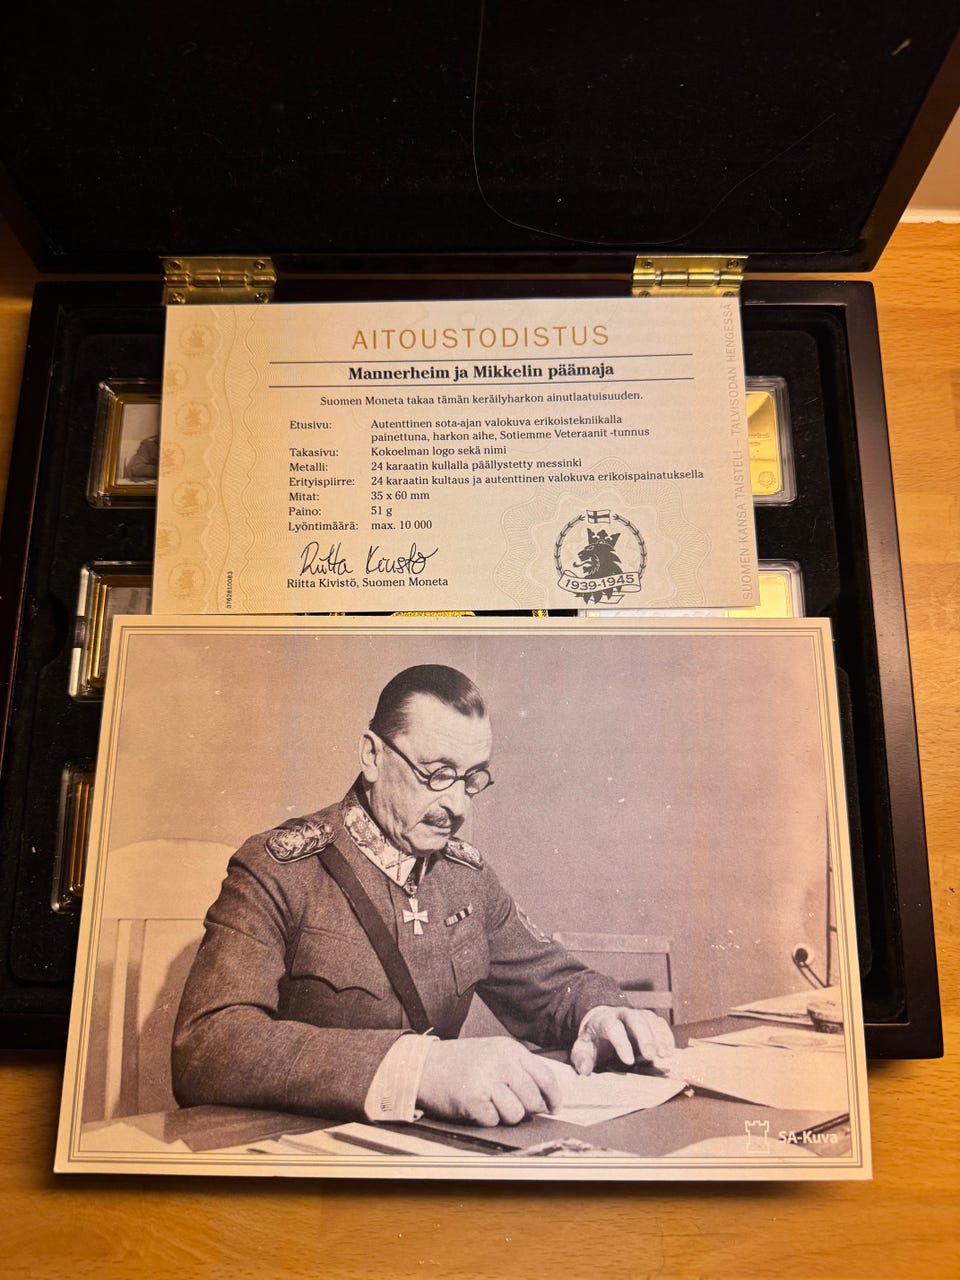 AITOUSTODISTUS
Mannerheim ja Mikkelin päämaja
Suomen Moneta takaa tämän keräilyharkon ainutlaatuisuuden.
Etusivu: Autenttinen sota-ajan valokuva erikoistekniikalla
painettuna, harkon aihe, Sotiemme Veteraanit -tunnus
Takasivu: Kokoelman logo sekä nimi
Metalli: 24 karaatin kullalla päällystetty messinki
Erityispiirre: 24 karaatin kultaus ja autenttinen valokuva erikoispainatuksella
Mitat: 35 x 60 mm
Paino: 51 g
Lyöntimäärä: max. 10 000
Riitta Kivistö
Riitta Kivistö, Suomen Moneta
1939-1945
3762810083
SUOMEN KANSA TAISTELI – TALVISODAN HENGESSÄ
SA-Kuva